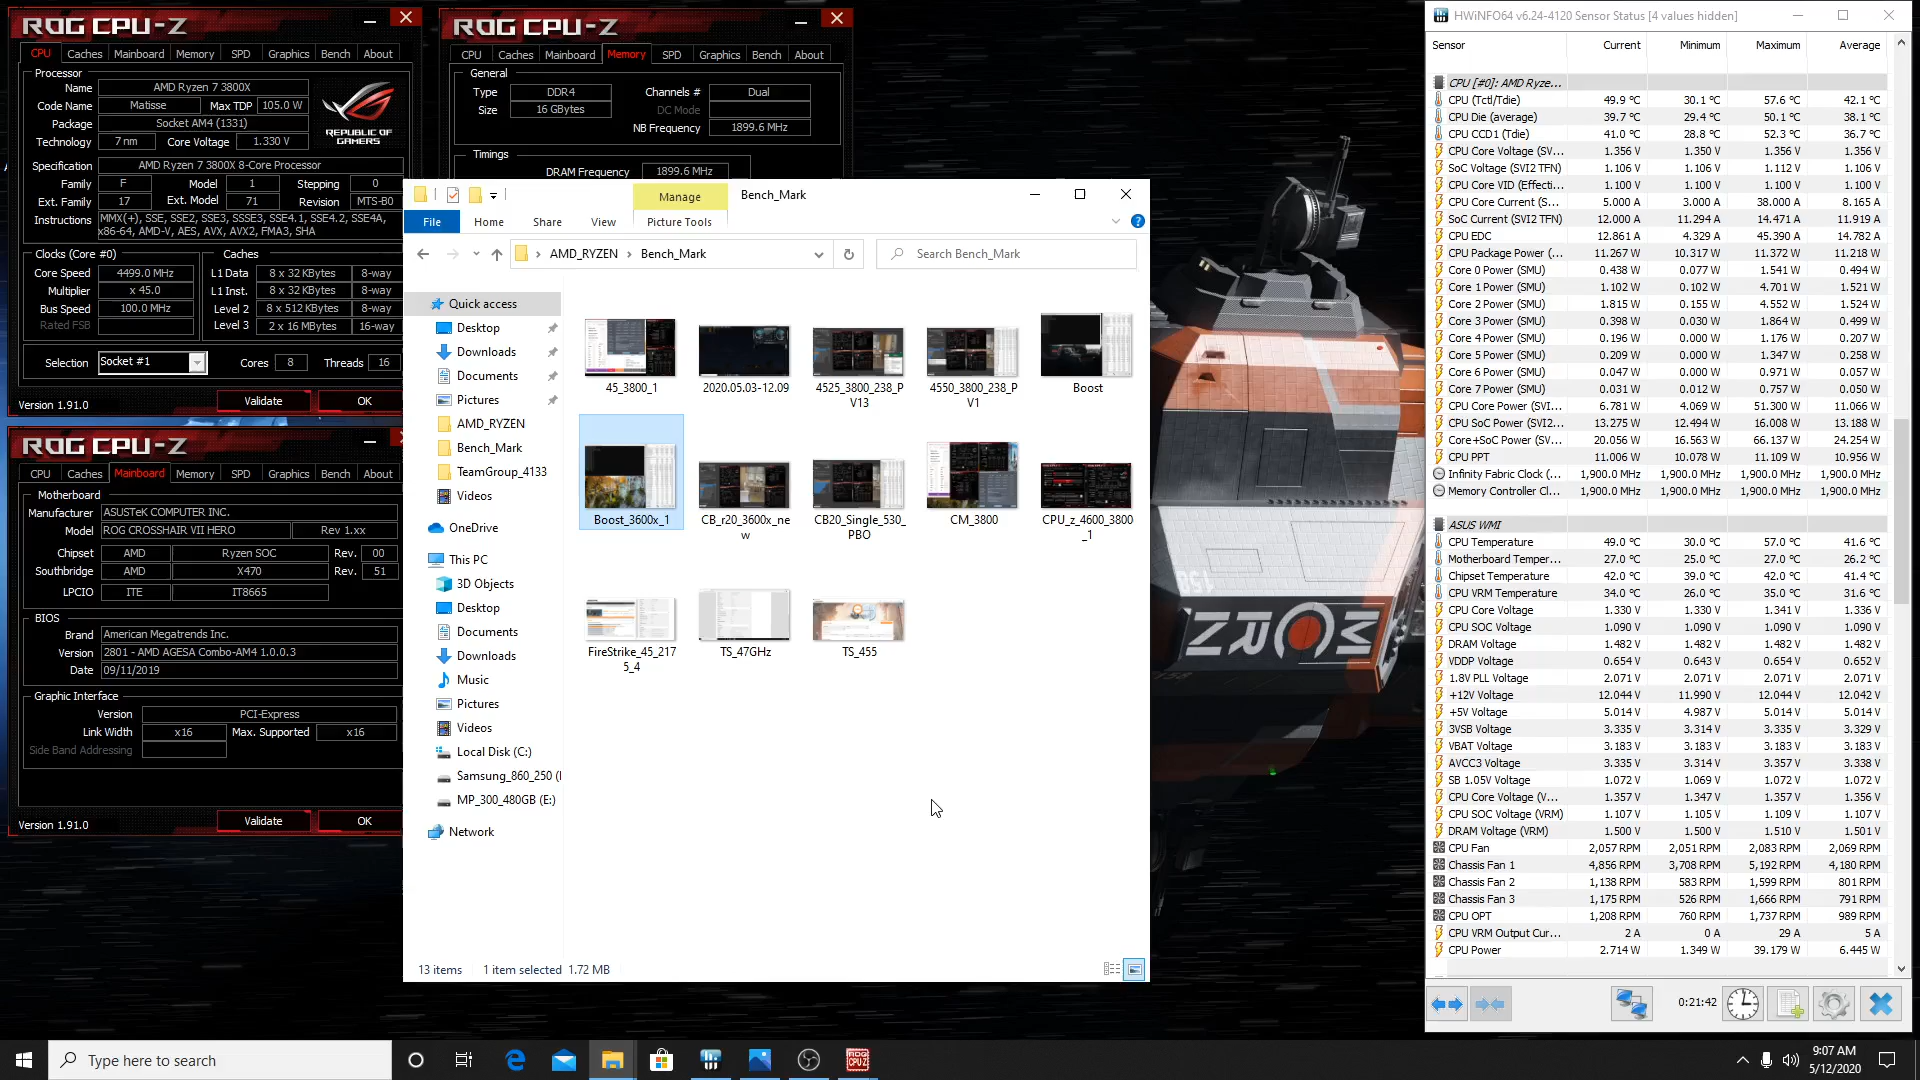 ROG CPU-Z
CPU Caches Mainboard Memory SPD Graphics Bench About
Processor
Name AMD Ryzen 7 3800X
Code Name Matisse Max TDP 105.0 W
Package Socket AM4 (1331)
Technology 7 nm Core Voltage 1.330 V
REPUBLIC OF GAMERS
Specification AMD Ryzen 7 3800X 8-Core Processor
Family F Model 1 Stepping 0
Ext. Family 17 Ext. Model 71 Revision MTS-B0
Instructions MMX(+), SSE, SSE2, SSE3, SSSE3, SSE4.1, SSE4.2, SSE4A,
x86-64, AMD-V, AES, AVX, AVX2, FMA3, SHA
Clocks (Core #0) Caches
Core Speed 4499.0 MHz L1 Data 8 x 32 KBytes 8-way
Multiplier x 45.0 L1 Inst. 8 x 32 KBytes 8-way
Bus Speed 100.0 MHz Level 2 8 x 512 KBytes 8-way
Rated FSB Level 3 2 x 16 MBytes 16-way
Selection Socket #1 Cores 8 Threads 16
Version 1.91.0 Validate OK
ROG CPU-Z
CPU Caches Mainboard Memory SPD Graphics Bench About
General
Type DDR4 Channels # Dual
Size 16 GBytes DC Mode
NB Frequency 1899.6 MHz
Timings
DRAM Frequency 1899.6 MHz
ROG CPU-Z
CPU Caches Mainboard Memory SPD Graphics Bench About
Motherboard
Manufacturer ASUSTeK COMPUTER INC.
Model ROG CROSSHAIR VII HERO Rev 1.xx
Chipset AMD Ryzen SOC Rev. 00
Southbridge AMD X470 Rev. 51
LPCIO ITE IT8665
BIOS
Brand American Megatrends Inc.
Version 2801 - AMD AGESA Combo-AM4 1.0.0.3
Date 09/11/2019
Graphic Interface
Version PCI-Express
Link Width x16 Max. Supported x16
Side Band Addressing
Version 1.91.0 Validate OK
Manage Bench_Mark
File Home Share View Picture Tools
AMD_RYZEN Bench_Mark Search Bench_Mark
Quick access
Desktop
Downloads
Documents
Pictures
AMD_RYZEN
Bench_Mark
TeamGroup_4133
Videos
OneDrive
This PC
3D Objects
Desktop
Documents
Downloads
Music
Pictures
Videos
Local Disk (C:)
Samsung_860_250 (
MP_300_480GB (E:)
Network
45_3800_1
2020.05.03-12.09
4525_3800_238_P
V13
4550_3800_238_P
V1
Boost
Boost_3600x_1
CB_r20_3600x_ne
w
CB20_Single_530_
PBO
CM_3800
CPU_z_4600_3800
_1
FireStrike_45_217
5_4
TS_47GHz
TS_455
13 items 1 item selected 1.72 MB
HWiNFO64 v6.24-4120 Sensor Status [4 values hidden]
Sensor Current Minimum Maximum Average
CPU [#0]: AMD Ryze...
CPU (Tctl/Tdie) 49.9 °C 30.1 °C 57.6 °C 42.1 °C
CPU Die (average) 39.7 °C 29.4 °C 50.1 °C 38.1 °C
CPU CCD1 (Tdie) 41.0 °C 28.8 °C 52.3 °C 36.7 °C
CPU Core Voltage (SV... 1.356 V 1.350 V 1.356 V 1.356 V
SoC Voltage (SVI2 TFN) 1.106 V 1.106 V 1.112 V 1.106 V
CPU Core VID (Effecti... 1.100 V 1.100 V 1.100 V 1.100 V
CPU Core Current (S... 5.000 A 3.000 A 38.000 A 8.165 A
SoC Current (SVI2 TFN) 12.000 A 11.294 A 14.471 A 11.919 A
CPU EDC 12.861 A 4.329 A 45.390 A 14.782 A
CPU Package Power (... 11.267 W 10.317 W 11.372 W 11.218 W
Core 0 Power (SMU) 0.438 W 0.077 W 1.541 W 0.494 W
Core 1 Power (SMU) 1.102 W 0.102 W 4.701 W 1.521 W
Core 2 Power (SMU) 1.815 W 0.155 W 4.552 W 1.524 W
Core 3 Power (SMU) 0.398 W 0.030 W 1.864 W 0.499 W
Core 4 Power (SMU) 0.196 W 0.000 W 1.176 W 0.207 W
Core 5 Power (SMU) 0.209 W 0.000 W 1.347 W 0.258 W
Core 6 Power (SMU) 0.047 W 0.000 W 0.971 W 0.057 W
Core 7 Power (SMU) 0.031 W 0.012 W 0.757 W 0.050 W
CPU Core Power (SVI... 6.781 W 4.069 W 51.300 W 11.066 W
CPU SoC Power (SVI2... 13.275 W 12.494 W 16.008 W 13.188 W
Core+SoC Power (SV... 20.056 W 16.563 W 66.137 W 24.254 W
CPU PPT 11.006 W 10.078 W 11.109 W 10.956 W
Infinity Fabric Clock (... 1,900.0 MHz 1,900.0 MHz 1,900.0 MHz 1,900.0 MHz
Memory Controller Cl... 1,900.0 MHz 1,900.0 MHz 1,900.0 MHz 1,900.0 MHz
ASUS WMI
CPU Temperature 49.0 °C 30.0 °C 57.0 °C 41.6 °C
Motherboard Temper... 27.0 °C 25.0 °C 27.0 °C 26.2 °C
Chipset Temperature 42.0 °C 39.0 °C 42.0 °C 41.4 °C
CPU VRM Temperature 34.0 °C 26.0 °C 35.0 °C 31.6 °C
CPU Core Voltage 1.330 V 1.330 V 1.341 V 1.336 V
CPU SOC Voltage 1.090 V 1.090 V 1.090 V 1.090 V
DRAM Voltage 1.482 V 1.482 V 1.482 V 1.482 V
VDDP Voltage 0.654 V 0.643 V 0.654 V 0.652 V
1.8V PLL Voltage 2.071 V 2.071 V 2.071 V 2.071 V
+12V Voltage 12.044 V 11.990 V 12.044 V 12.042 V
+5V Voltage 5.014 V 4.987 V 5.014 V 5.014 V
3VSB Voltage 3.335 V 3.314 V 3.335 V 3.329 V
VBAT Voltage 3.183 V 3.183 V 3.183 V 3.183 V
AVCC3 Voltage 3.335 V 3.314 V 3.357 V 3.338 V
SB 1.05V Voltage 1.072 V 1.069 V 1.072 V 1.072 V
CPU Core Voltage (V... 1.357 V 1.347 V 1.357 V 1.356 V
CPU SOC Voltage (VRM) 1.107 V 1.105 V 1.109 V 1.107 V
DRAM Voltage (VRM) 1.500 V 1.500 V 1.510 V 1.501 V
CPU Fan 2,057 RPM 2,051 RPM 2,083 RPM 2,069 RPM
Chassis Fan 1 4,856 RPM 3,708 RPM 5,192 RPM 4,180 RPM
Chassis Fan 2 1,138 RPM 583 RPM 1,599 RPM 801 RPM
Chassis Fan 3 1,175 RPM 526 RPM 1,666 RPM 791 RPM
CPU OPT 1,208 RPM 760 RPM 1,737 RPM 989 RPM
CPU VRM Output Cur... 2 A 0 A 29 A 5 A
CPU Power 2.714 W 1.349 W 39.179 W 6.445 W
0:21:42
Type here to search
9:07 AM
5/12/2020